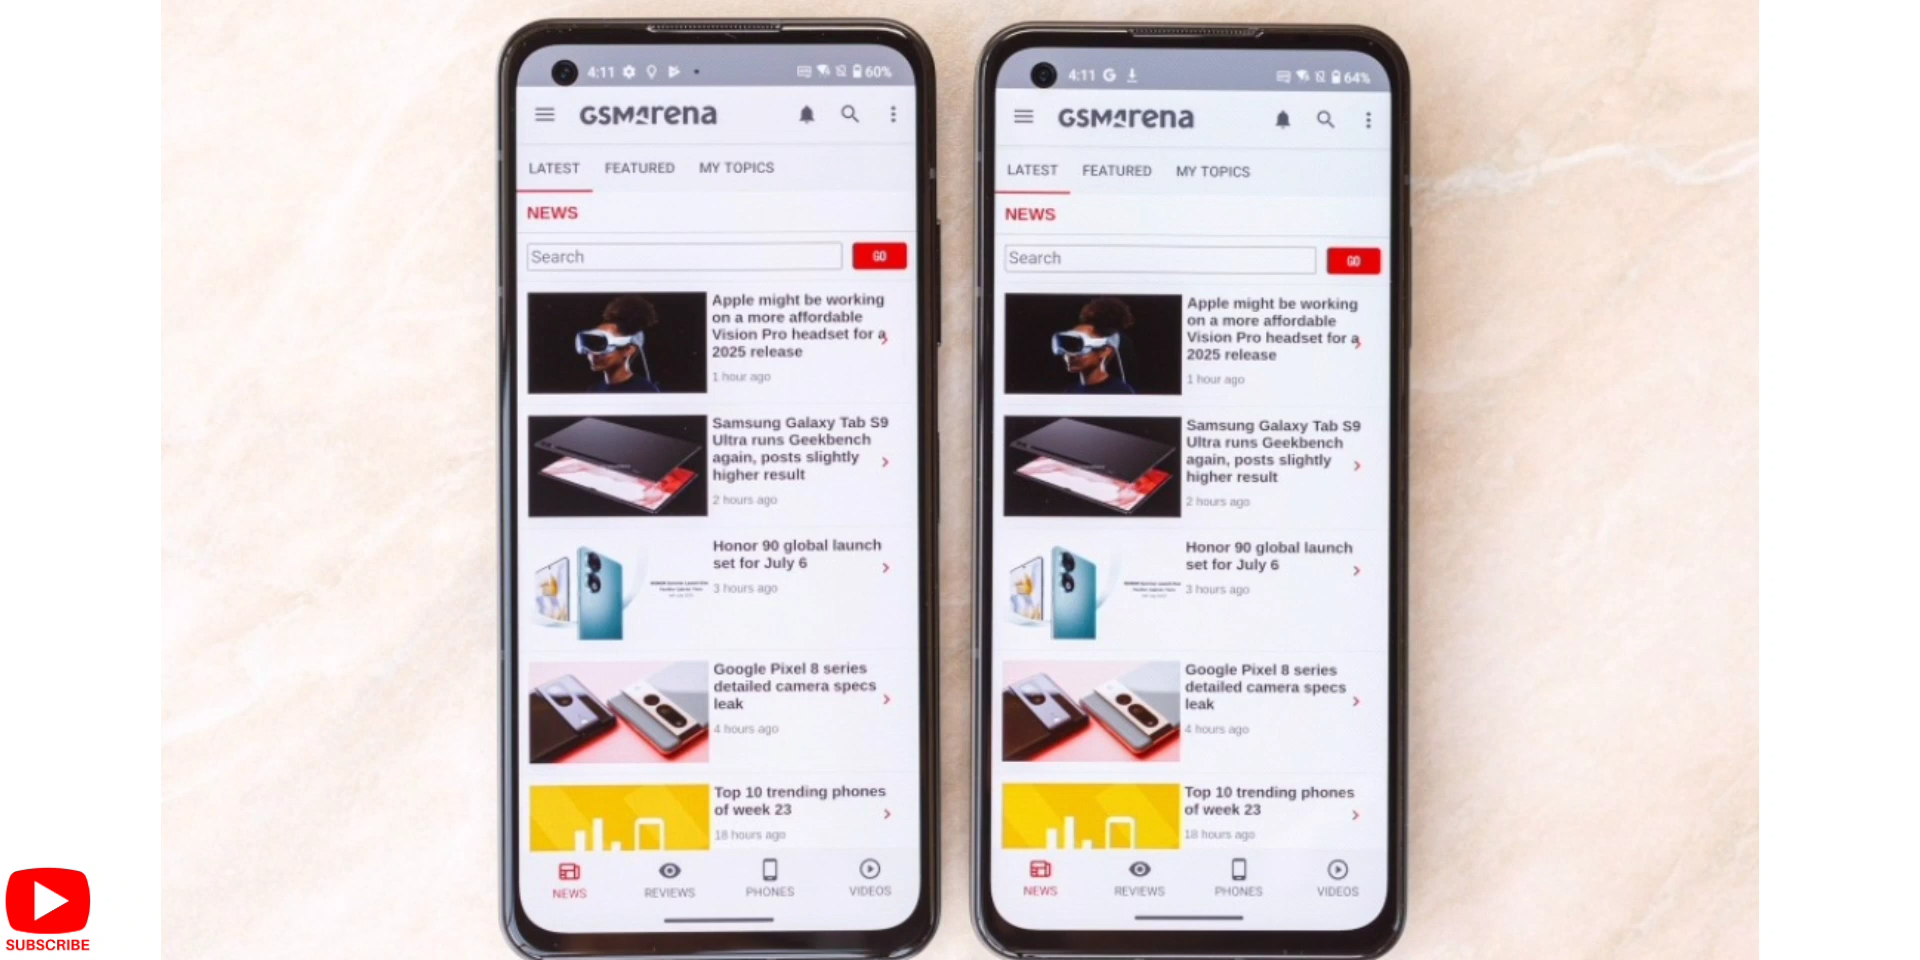 4:11
60%
GSMArena
LATEST FEATURED MY TOPICS
NEWS
Search
GO
Apple might be working
on a more affordable
Vision Pro headset for a
2025 release
1 hour ago
Samsung Galaxy Tab S9
Ultra runs Geekbench
again, posts slightly
higher result
2 hours ago
Honor 90 global launch
set for July 6
3 hours ago
Google Pixel 8 series
detailed camera specs
leak
4 hours ago
Top 10 trending phones
of week 23
18 hours ago
NEWS REVIEWS PHONES VIDEOS
4:11 G
64%
GSMArena
LATEST FEATURED MY TOPICS
NEWS
Search
GO
Apple might be working
on a more affordable
Vision Pro headset for a
2025 release
1 hour ago
Samsung Galaxy Tab S9
Ultra runs Geekbench
again, posts slightly
higher result
2 hours ago
Honor 90 global launch
set for July 6
3 hours ago
Google Pixel 8 series
detailed camera specs
leak
4 hours ago
Top 10 trending phones
of week 23
18 hours ago
NEWS REVIEWS PHONES VIDEOS
SUBSCRIBE